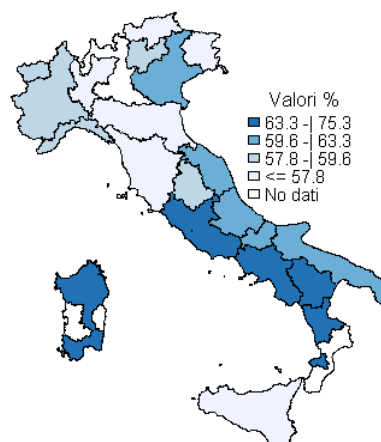 Valori %
63.3 -| 75.3
59.6 -| 63.3
57.8 -| 59.6
<= 57.8
No dati